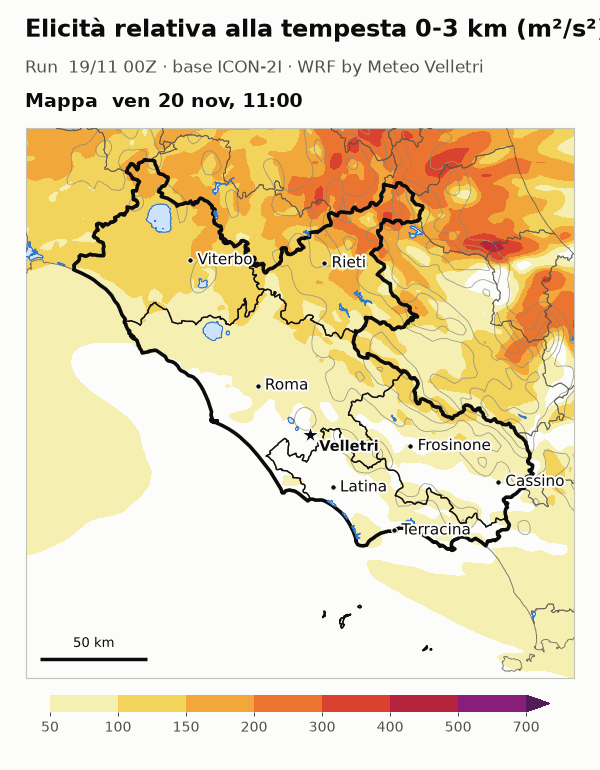 Elicità relativa alla tempesta 0-3 km (m²/s²)
Run 19/11 00Z · base ICON-2I · WRF by Meteo Velletri
Mappa ven 20 nov, 11:00
Viterbo
Rieti
Roma
Velletri
Frosinone
Latina
Cassino
Terracina
50 km
50 100 150 200 300 400 500 700